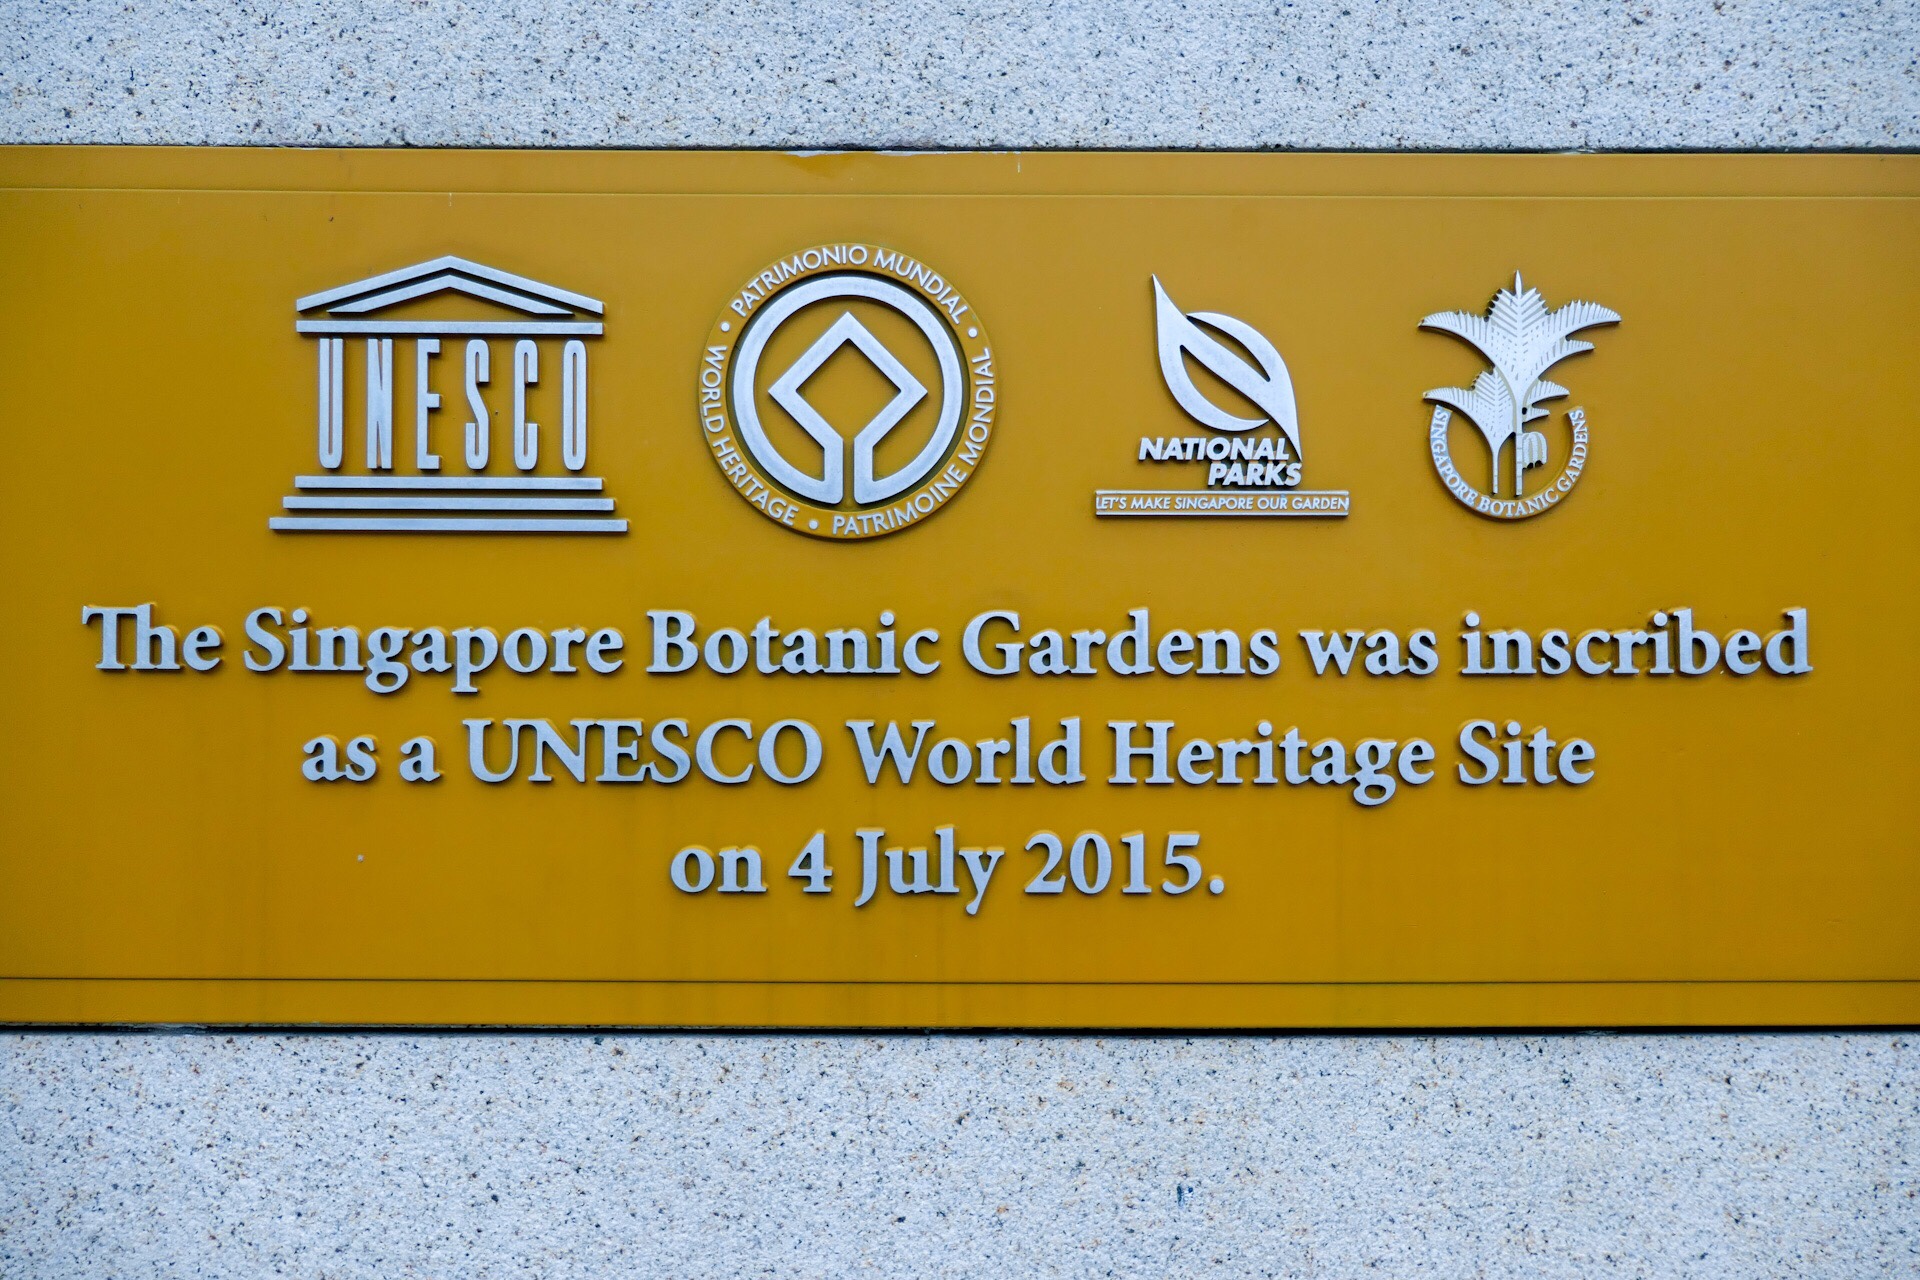 UNESCO
PATRIMONIO MUNDIAL • WORLD HERITAGE • PATRIMOINE MONDIAL •
NATIONAL
PARKS
LET'S MAKE SINGAPORE OUR GARDEN
SINGAPORE BOTANIC GARDENS
The Singapore Botanic Gardens was inscribed
as a UNESCO World Heritage Site
on 4 July 2015.